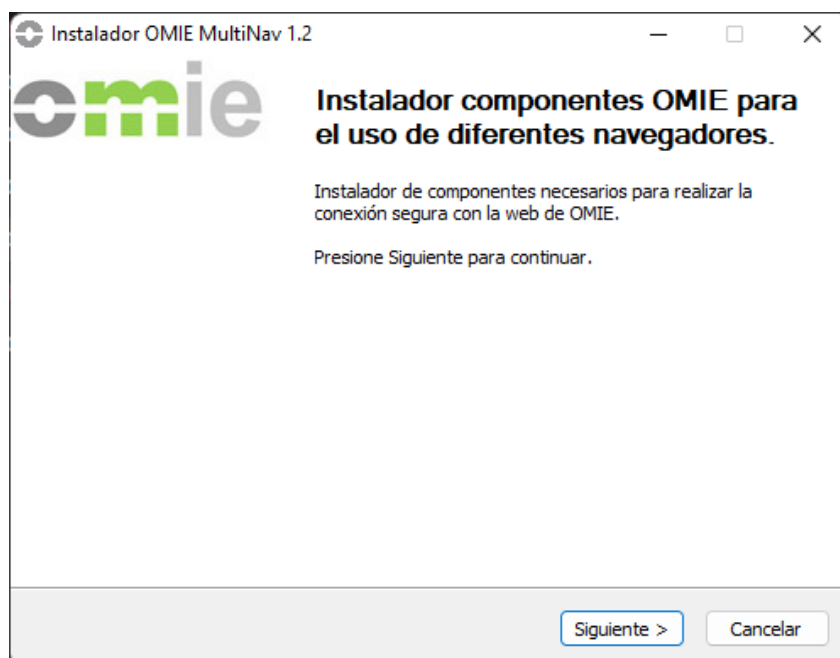 Instalador OMIE MultiNav 1.2
omie
Instalador componentes OMIE para
el uso de diferentes navegadores.
Instalador de componentes necesarios para realizar la
conexión segura con la web de OMIE.
Presione Siguiente para continuar.
Siguiente >
Cancelar